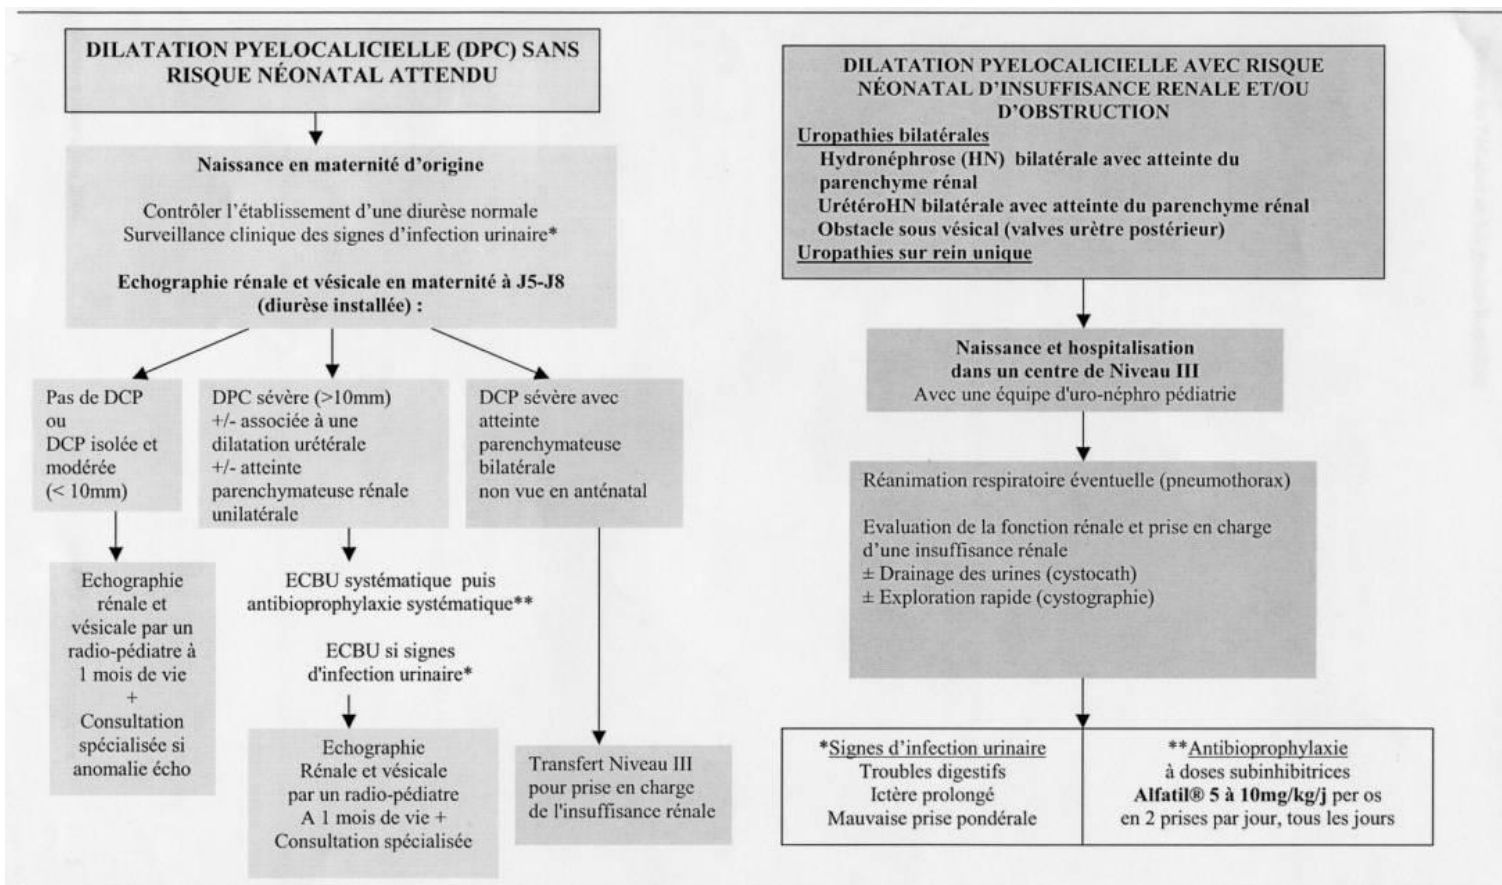 DILATATION PYELOCALICIELLE (DPC) SANS
RISQUE NÉONATAL ATTENDU
Naissance en maternité d'origine
Contrôler l'établissement d'une diurèse normale
Surveillance clinique des signes d'infection urinaire*
Echographie rénale et vésicale en maternité à J5-J8
(diurèse installée) :
Pas de DCP
ou
DCP isolée et
modérée
(< 10mm)
DPC sévère (>10mm)
+/- associée à une
dilatation urétérale
+/- atteinte
parenchymateuse rénale
unilatérale
DCP sévère avec
atteinte
parenchymateuse
bilatérale
non vue en anténatal
Echographie
rénale et
vésicale par un
radio-pédiatre à
1 mois de vie
+
Consultation
spécialisée si
anomalie écho
ECBU systématique puis
antibioprophylaxie systématique**
ECBU si signes
d'infection urinaire*
Echographie
Rénale et vésicale
par un radio-pédiatre
A 1 mois de vie +
Consultation spécialisée
Transfert Niveau III
pour prise en charge
de l'insuffisance rénale
DILATATION PYELOCALICIELLE AVEC RISQUE
NÉONATAL D'INSUFFISANCE RENALE ET/OU
D'OBSTRUCTION
Uropathies bilatérales
Hydronéphrose (HN) bilatérale avec atteinte du
parenchyme rénal
UrétéroHN bilatérale avec atteinte du parenchyme rénal
Obstacle sous vésical (valves urètre postérieur)
Uropathies sur rein unique
Naissance et hospitalisation
dans un centre de Niveau III
Avec une équipe d'uro-néphro pédiatrie
Réanimation respiratoire éventuelle (pneumothorax)
Evaluation de la fonction rénale et prise en charge
d'une insuffisance rénale
± Drainage des urines (cystocath)
± Exploration rapide (cystographie)
*Signes d'infection urinaire
Troubles digestifs
Ictère prolongé
Mauvaise prise pondérale
**Antibioprophylaxie
à doses subinhibitrices
Alfatil® 5 à 10mg/kg/j per os
en 2 prises par jour, tous les jours